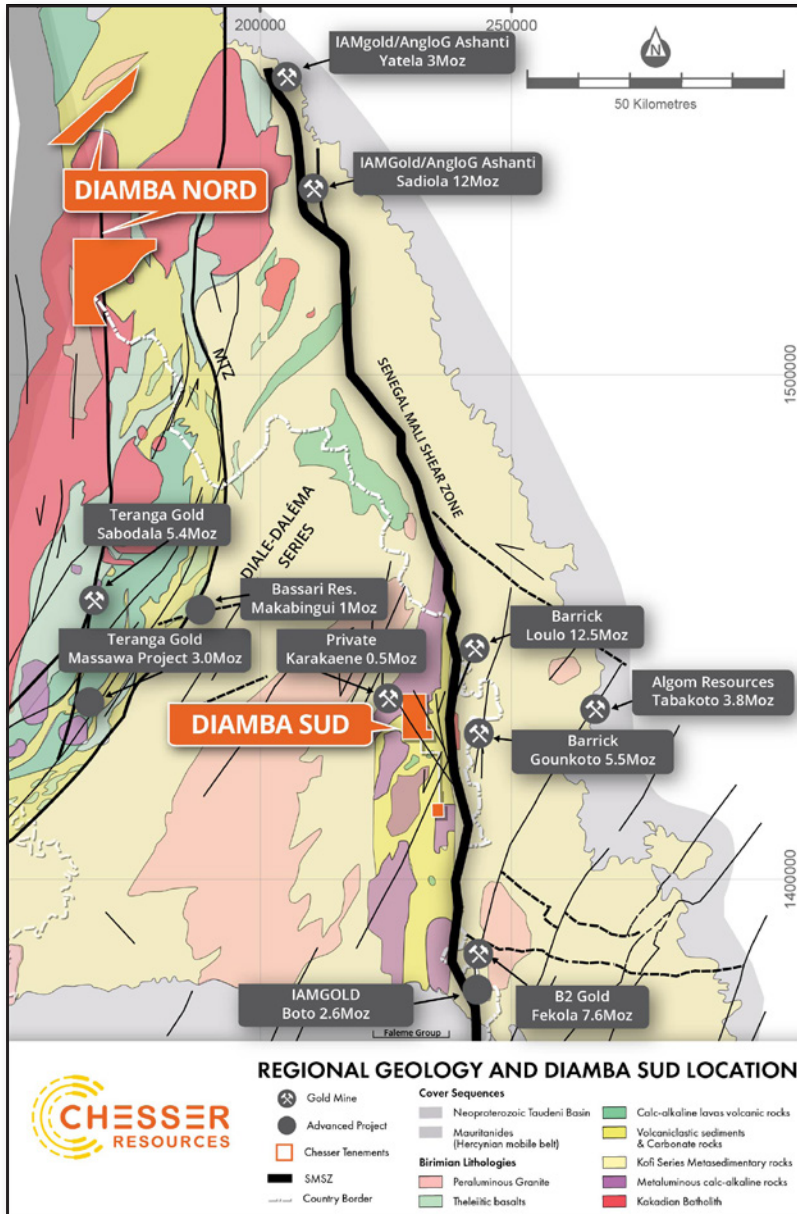 200000
250000
IAMgold/AngloG Ashanti
Yatela 3Moz
N
50 Kilometres
IAMGold/AngloG Ashanti
Sadiola 12Moz
DIAMBA NORD
MTZ
1500000
SENEGAL MALI SHEAR ZONE
DIALE-DALÉMA
SERIES
Teranga Gold
Sabodala 5.4Moz
Bassari Res.
Makabingui 1Moz
Teranga Gold
Massawa Project 3.0Moz
Private
Karakaene 0.5Moz
Barrick
Loulo 12.5Moz
Algom Resources
Tabakoto 3.8Moz
DIAMBA SUD
Barrick
Gounkoto 5.5Moz
1400000
IAMGOLD
Boto 2.6Moz
B2 Gold
Fekola 7.6Moz
Faleme Group
REGIONAL GEOLOGY AND DIAMBA SUD LOCATION
CHESSER
RESOURCES
Gold Mine
Advanced Project
Chesser Tenements
SMSZ
Country Border
Cover Sequences
Neoproterozoic Taudeni Basin
Mauritanides
(Hercynian mobile belt)
Birimian Lithologies
Peraluminous Granite
Theleiitic basalts
Calc-alkaline lavas volcanic rocks
Volcaniclastic sediments
& Carbonate rocks
Kofi Series Metasedimentary rocks
Metaluminous calc-alkaline rocks
Kakadian Batholith